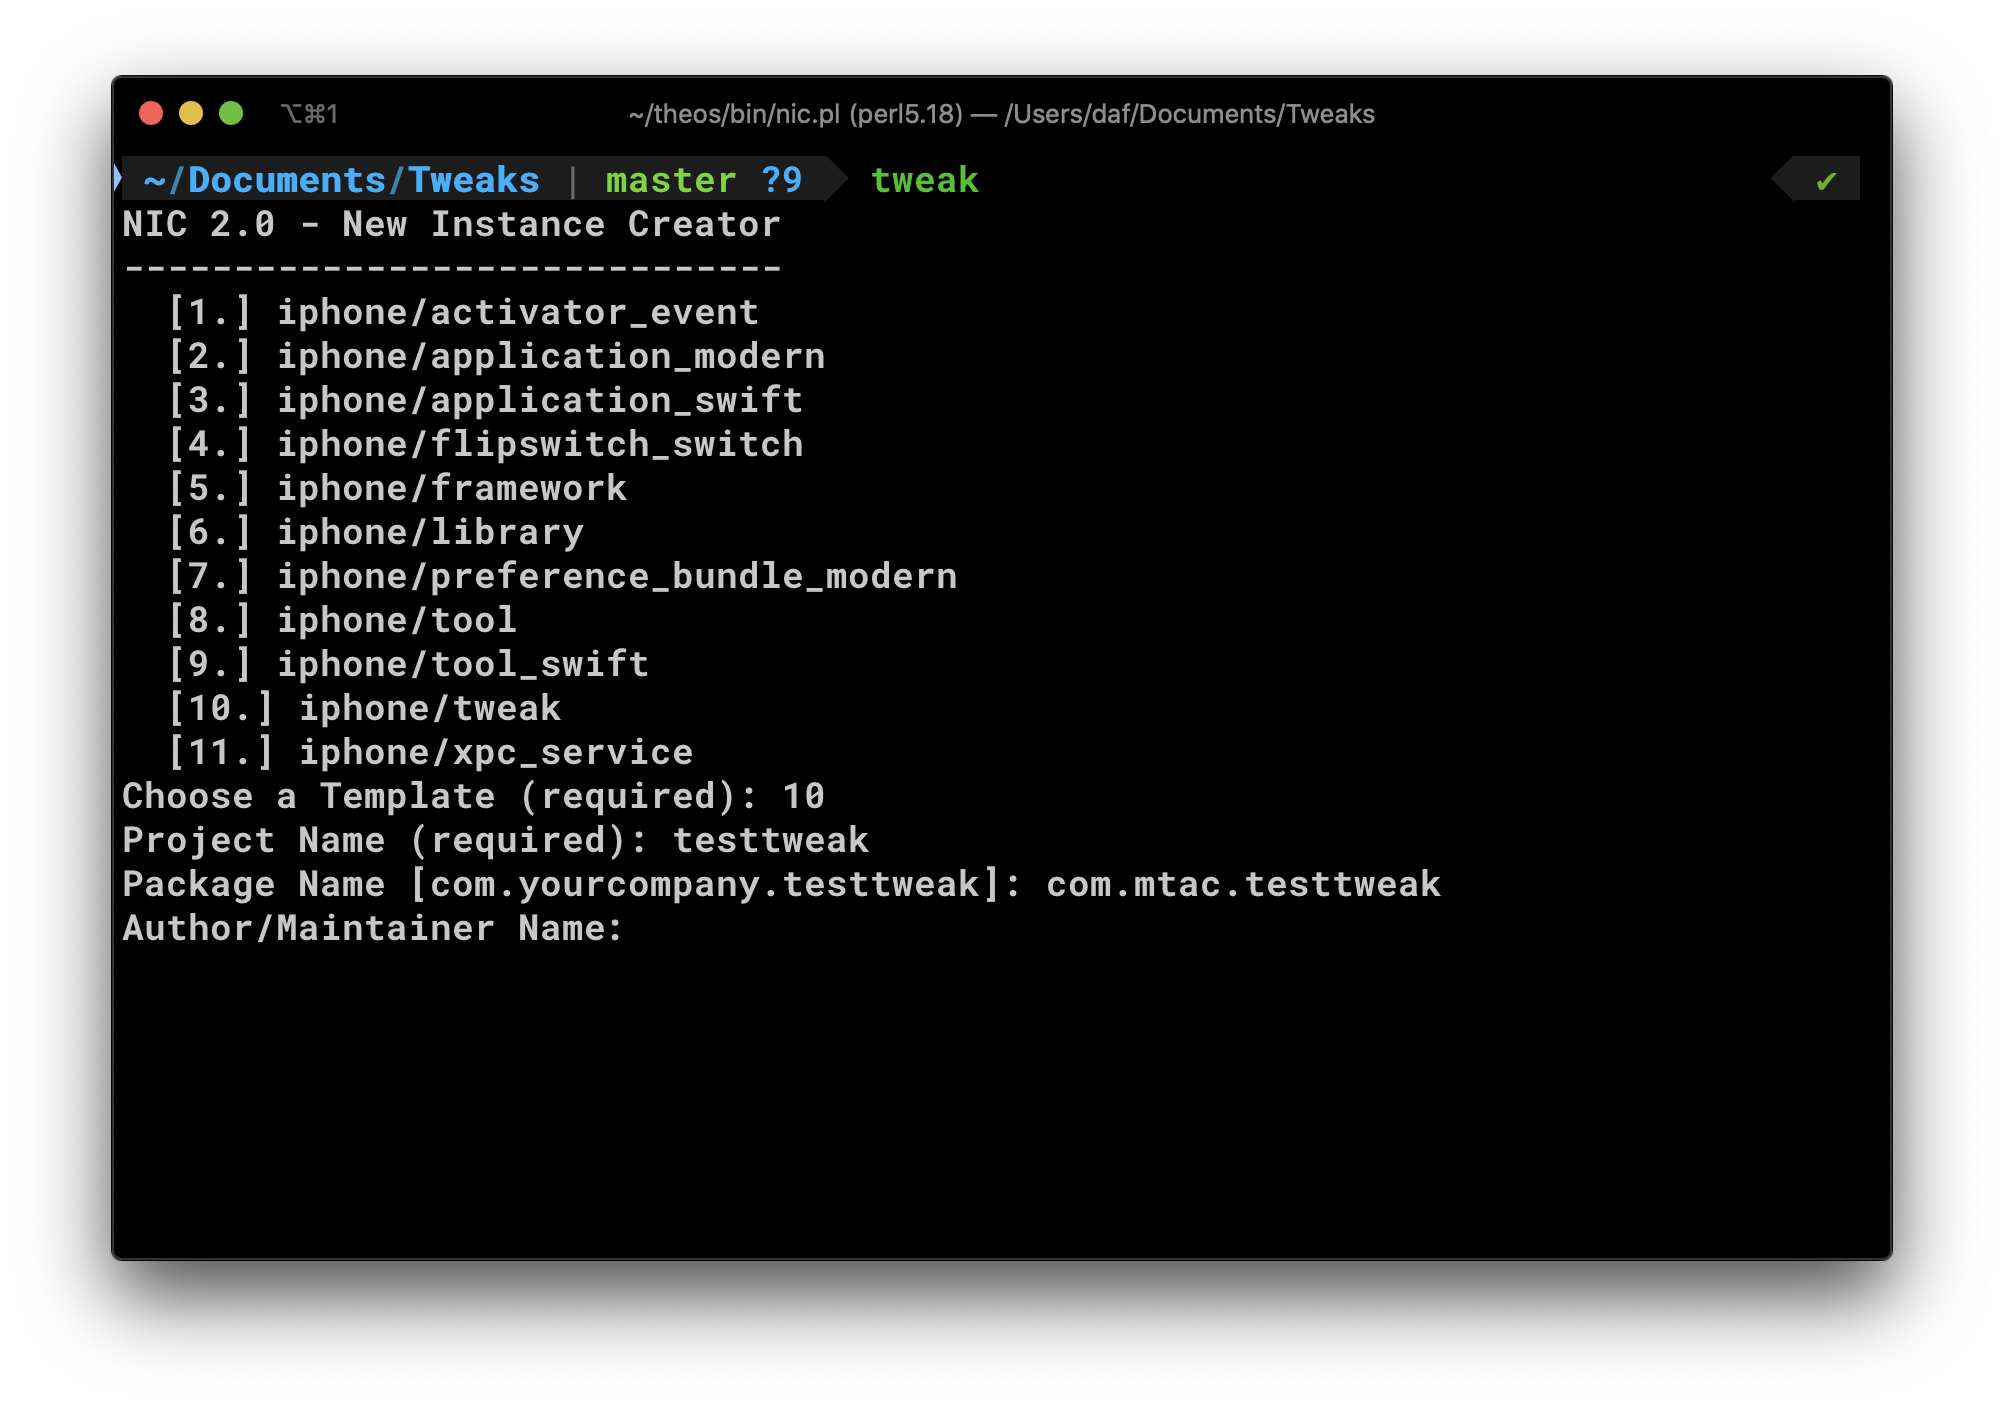 ⌥⌘1 ~/theos/bin/nic.pl (perl5.18) — /Users/daf/Documents/Tweaks
~/Documents/Tweaks | master ?9 tweak ✔
NIC 2.0 - New Instance Creator
------------------------------
[1.] iphone/activator_event
[2.] iphone/application_modern
[3.] iphone/application_swift
[4.] iphone/flipswitch_switch
[5.] iphone/framework
[6.] iphone/library
[7.] iphone/preference_bundle_modern
[8.] iphone/tool
[9.] iphone/tool_swift
[10.] iphone/tweak
[11.] iphone/xpc_service
Choose a Template (required): 10
Project Name (required): testtweak
Package Name [com.yourcompany.testtweak]: com.mtac.testtweak
Author/Maintainer Name: